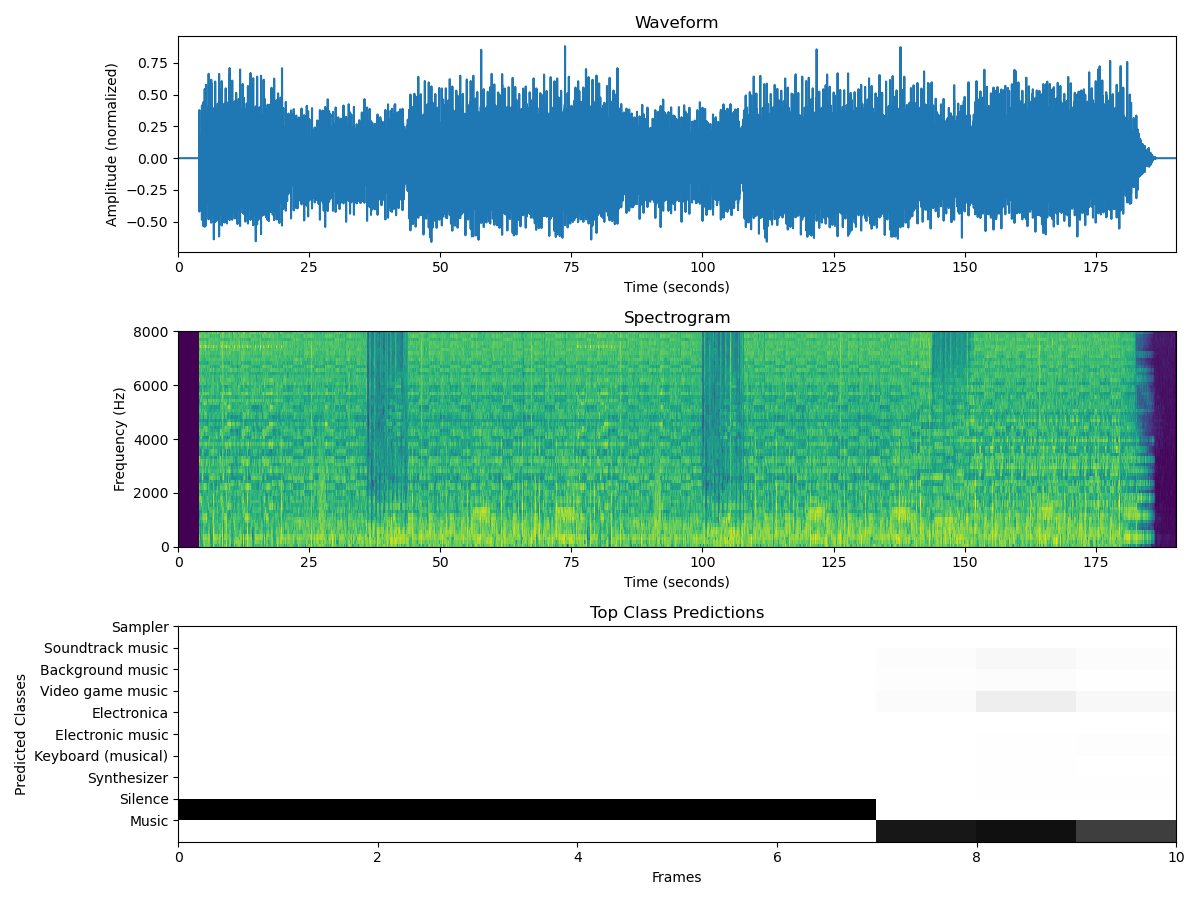 Waveform
Amplitude (normalized)
0.75
0.50
0.25
0.00
−0.25
−0.50
0 25 50 75 100 125 150 175
Time (seconds)
Spectrogram
Frequency (Hz)
8000
6000
4000
2000
0
0 25 50 75 100 125 150 175
Time (seconds)
Top Class Predictions
Predicted Classes
Sampler
Soundtrack music
Background music
Video game music
Electronica
Electronic music
Keyboard (musical)
Synthesizer
Silence
Music
0 2 4 6 8 10
Frames